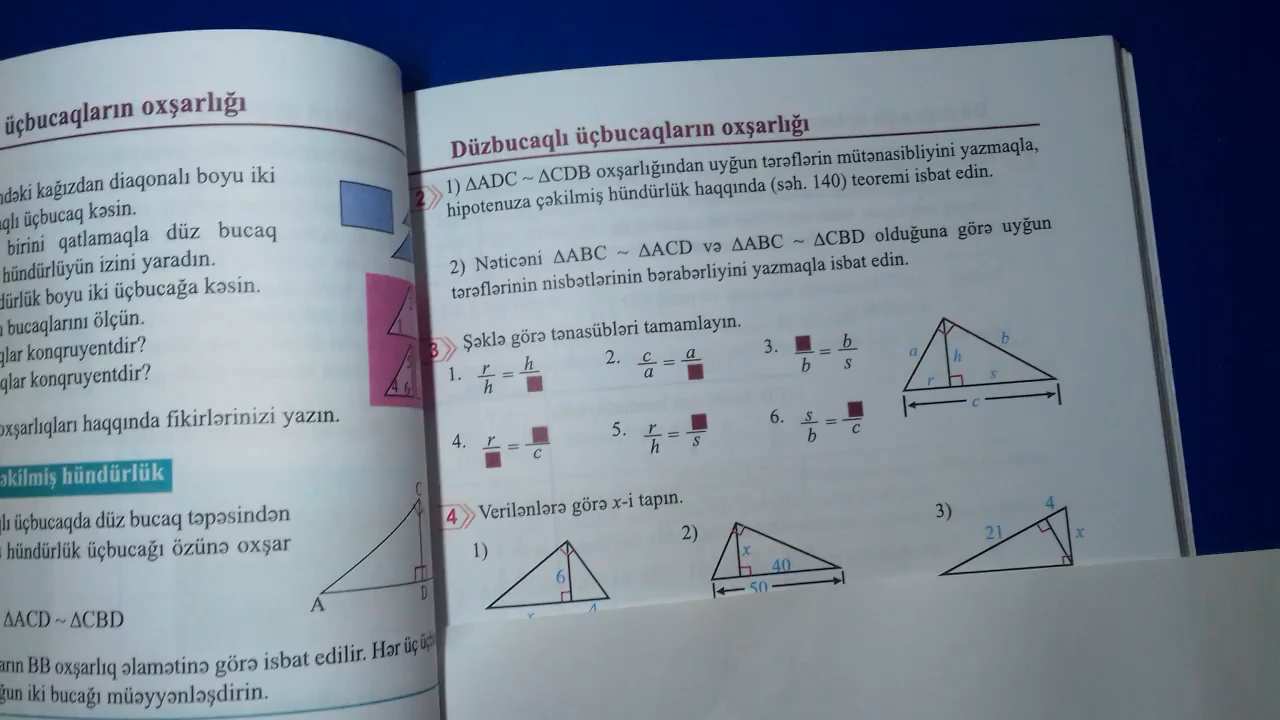 üçbucaqların oxşarlığı
ndəki kağızdan diaqonalı boyu iki
qlı üçbucaq kəsin.
birini qatlamaqla düz bucaq
hündürlüyün izini yaradın.
dürlük boyu iki üçbucağa kəsin.
bucaqlarını ölçün.
qlar konqruyentdir?
qlar konqruyentdir?
oxşarlıqları haqqında fikirlərinizi yazın.
əkilmiş hündürlük
lı üçbucaqda düz bucaq təpəsindən
hündürlük üçbucağı özünə oxşar
C
A
D
ΔACD ~ ΔCBD
arın BB oxşarlıq əlamətinə görə isbat edilir. Hər üç
ğun iki bucağı müəyyənləşdirin.
Düzbucaqlı üçbucaqların oxşarlığı
2 1) ΔADC ~ ΔCDB oxşarlığından uyğun tərəflərin mütənasibliyini yazmaqla,
hipotenuza çəkilmiş hündürlük haqqında (səh. 140) teoremi isbat edin.
2) Nəticəni ΔABC ~ ΔACD və ΔABC ~ ΔCBD olduğuna görə uyğun
tərəflərinin nisbətlərinin bərabərliyini yazmaqla isbat edin.
3 Şəklə görə tənasübləri tamamlayın.
1. r/h = h/■ 2. c/a = a/■ 3. ■/b = b/s
4. r/■ = ■/c 5. r/h = ■/s 6. s/b = ■/c
a h b
r s
c
4 Verilənlərə görə x-i tapın.
1) 6
2) x 40
50
3) 21 4 x